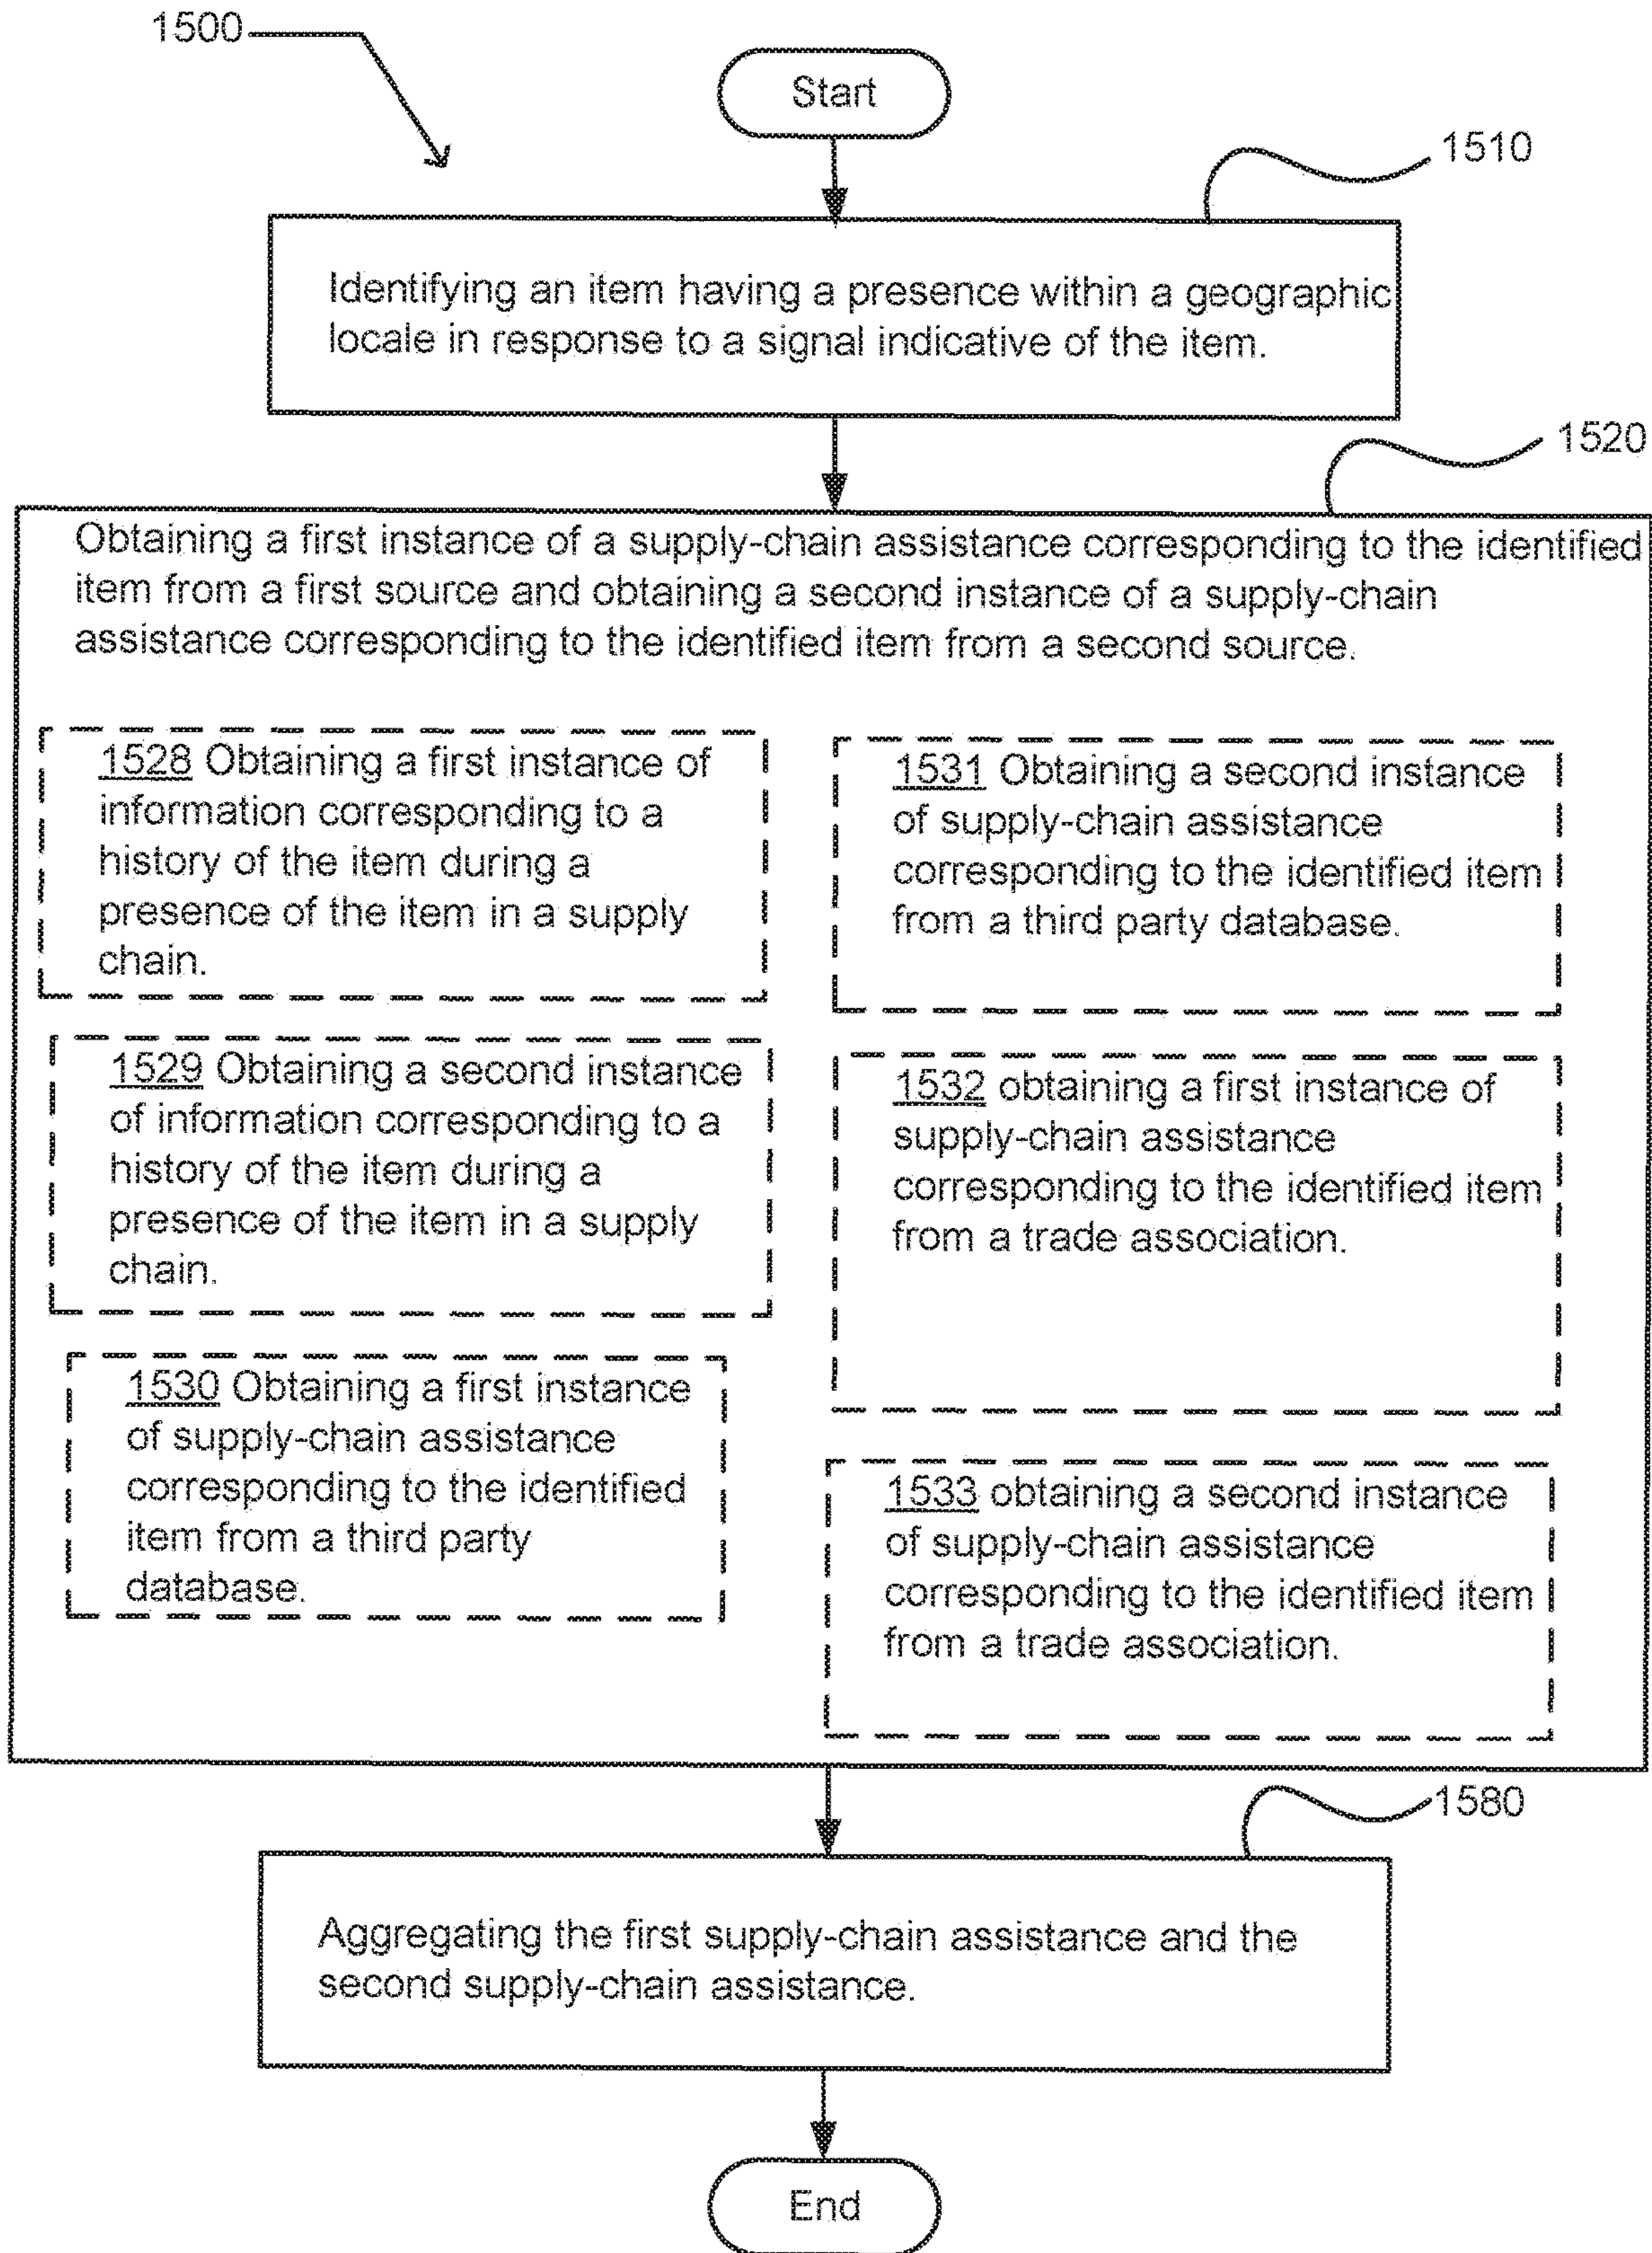 1500
Start
1510
Identifying an item having a presence within a geographic
locale in response to a signal indicative of the item.
1520
Obtaining a first instance of a supply-chain assistance corresponding to the identified
item from a first source and obtaining a second instance of a supply-chain
assistance corresponding to the identified item from a second source.
1528 Obtaining a first instance of
information corresponding to a
history of the item during a
presence of the item in a supply
chain.
1529 Obtaining a second instance
of information corresponding to a
history of the item during a
presence of the item in a supply
chain.
1530 Obtaining a first instance
of supply-chain assistance
corresponding to the identified
item from a third party
database.
1531 Obtaining a second instance
of supply-chain assistance
corresponding to the identified item
from a third party database.
1532 obtaining a first instance of
supply-chain assistance
corresponding to the identified item
from a trade association.
1533 obtaining a second instance
of supply-chain assistance
corresponding to the identified item
from a trade association.
1580
Aggregating the first supply-chain assistance and the
second supply-chain assistance.
End